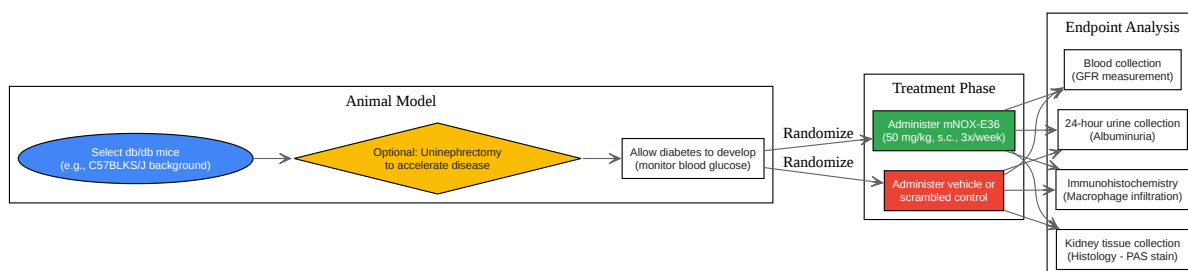 Animal Model
Select db/db mice
(e.g., C57BLKS/J background)
Optional: Uninephrectomy
to accelerate disease
Allow diabetes to develop
(monitor blood glucose)
Randomize
Randomize
Treatment Phase
Administer mNOX-E36
(50 mg/kg, s.c., 3x/week)
Administer vehicle or
scrambled control
Endpoint Analysis
Blood collection
(GFR measurement)
24-hour urine collection
(Albuminuria)
Immunohistochemistry
(Macrophage infiltration)
Kidney tissue collection
(Histology - PAS stain)